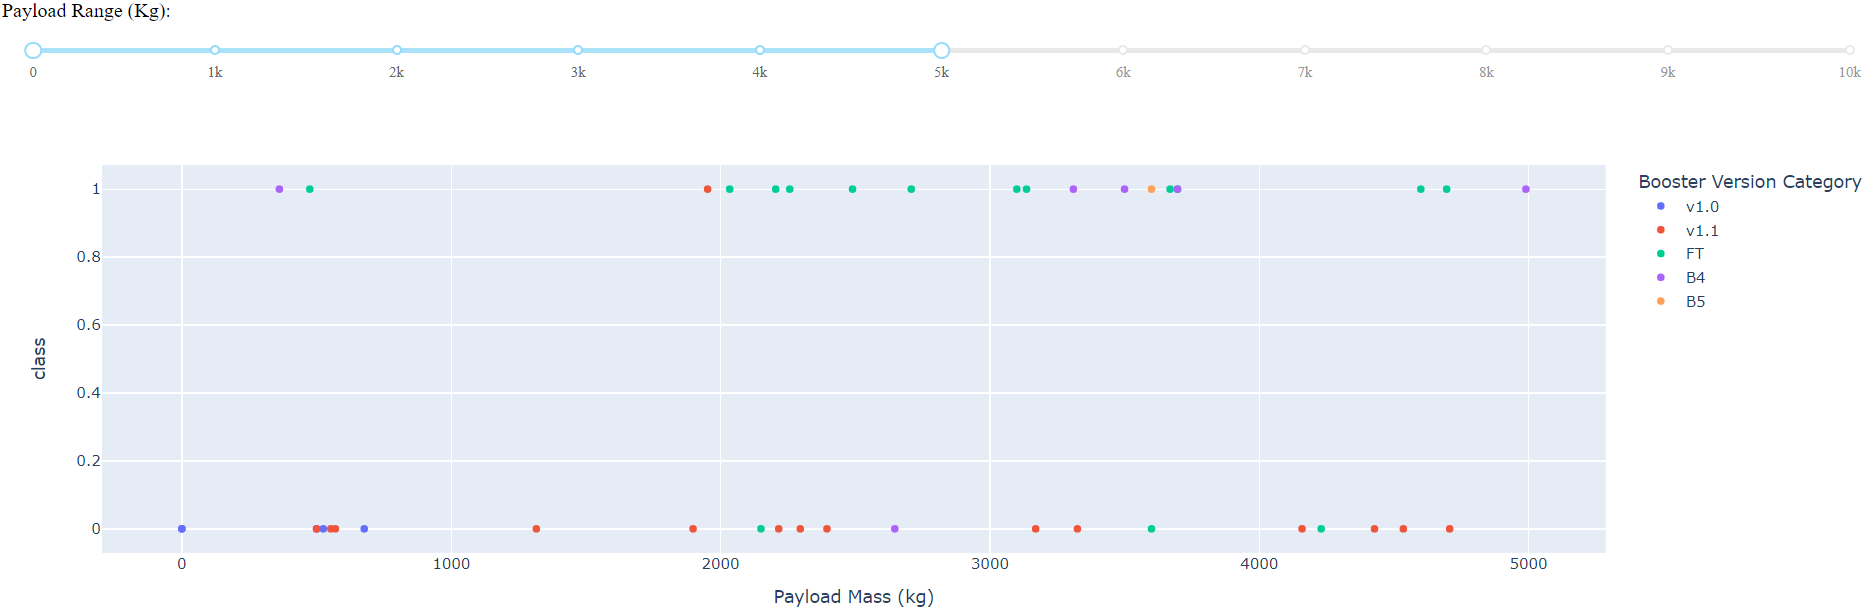 Payload Range (Kg):
0 1k 2k 3k 4k 5k 6k 7k 8k 9k 10k
Booster Version Category
v1.0
v1.1
FT
B4
B5
1
0.8
0.6
0.4
0.2
0
class
0 1000 2000 3000 4000 5000
Payload Mass (kg)